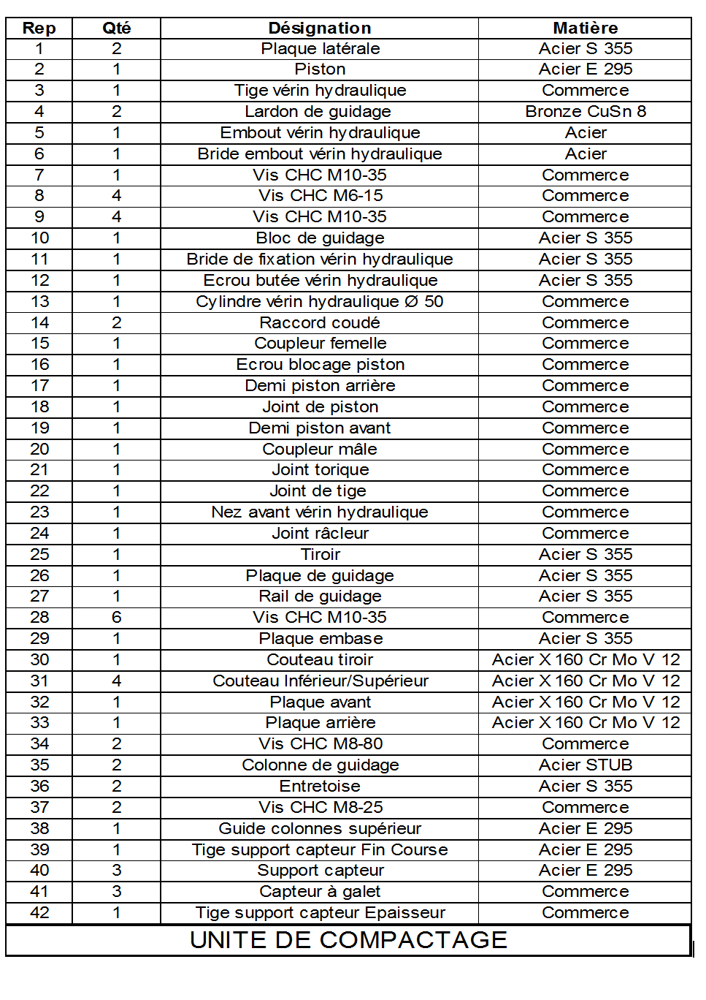 Rep Qté Désignation Matière
1 2 Plaque latérale Acier S 355
2 1 Piston Acier E 295
3 1 Tige vérin hydraulique Commerce
4 2 Lardon de guidage Bronze CuSn 8
5 1 Embout vérin hydraulique Acier
6 1 Bride embout vérin hydraulique Acier
7 1 Vis CHC M10-35 Commerce
8 4 Vis CHC M6-15 Commerce
9 4 Vis CHC M10-35 Commerce
10 1 Bloc de guidage Acier S 355
11 1 Bride de fixation vérin hydraulique Acier S 355
12 1 Ecrou butée vérin hydraulique Acier S 355
13 1 Cylindre vérin hydraulique Ø 50 Commerce
14 2 Raccord coudé Commerce
15 1 Coupleur femelle Commerce
16 1 Ecrou blocage piston Commerce
17 1 Demi piston arrière Commerce
18 1 Joint de piston Commerce
19 1 Demi piston avant Commerce
20 1 Coupleur mâle Commerce
21 1 Joint torique Commerce
22 1 Joint de tige Commerce
23 1 Nez avant vérin hydraulique Commerce
24 1 Joint râcleur Commerce
25 1 Tiroir Acier S 355
26 1 Plaque de guidage Acier S 355
27 1 Rail de guidage Acier S 355
28 6 Vis CHC M10-35 Commerce
29 1 Plaque embase Acier S 355
30 1 Couteau tiroir Acier X 160 Cr Mo V 12
31 4 Couteau Inférieur/Supérieur Acier X 160 Cr Mo V 12
32 1 Plaque avant Acier X 160 Cr Mo V 12
33 1 Plaque arrière Acier X 160 Cr Mo V 12
34 2 Vis CHC M8-80 Commerce
35 2 Colonne de guidage Acier STUB
36 2 Entretoise Acier S 355
37 2 Vis CHC M8-25 Commerce
38 1 Guide colonnes supérieur Acier E 295
39 1 Tige support capteur Fin Course Acier E 295
40 3 Support capteur Acier E 295
41 3 Capteur à galet Commerce
42 1 Tige support capteur Epaisseur Commerce
UNITE DE COMPACTAGE